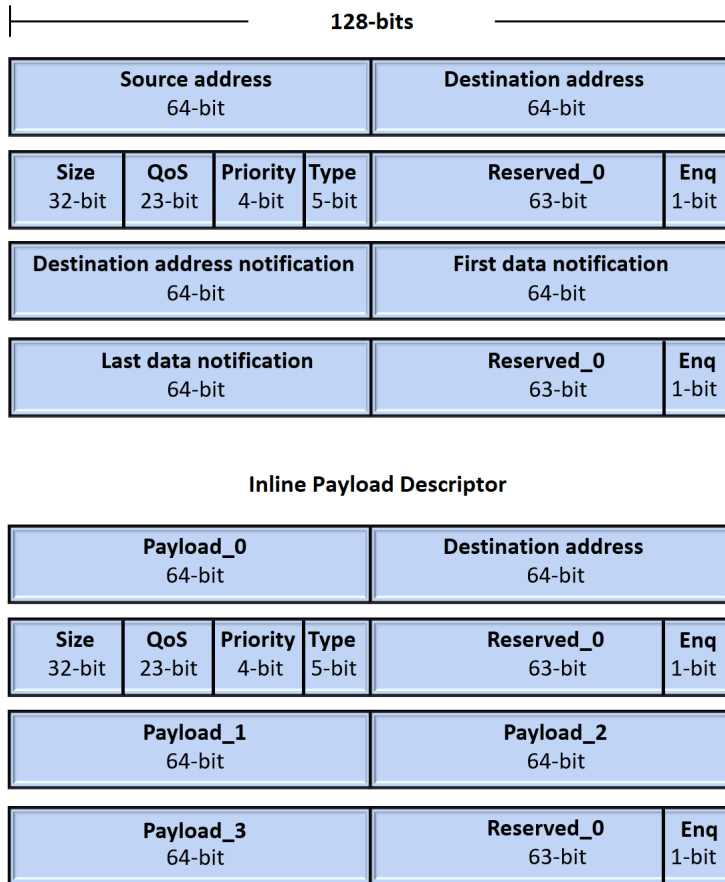 128-bits
Source address Destination address
64-bit 64-bit
Size QoS Priority Type Reserved_0 Enq
32-bit 23-bit 4-bit 5-bit 63-bit 1-bit
Destination address notification First data notification
64-bit 64-bit
Last data notification Reserved_0 Enq
64-bit 63-bit 1-bit
Inline Payload Descriptor
Payload_0 Destination address
64-bit 64-bit
Size QoS Priority Type Reserved_0 Enq
32-bit 23-bit 4-bit 5-bit 63-bit 1-bit
Payload_1 Payload_2
64-bit 64-bit
Payload_3 Reserved_0 Enq
64-bit 63-bit 1-bit